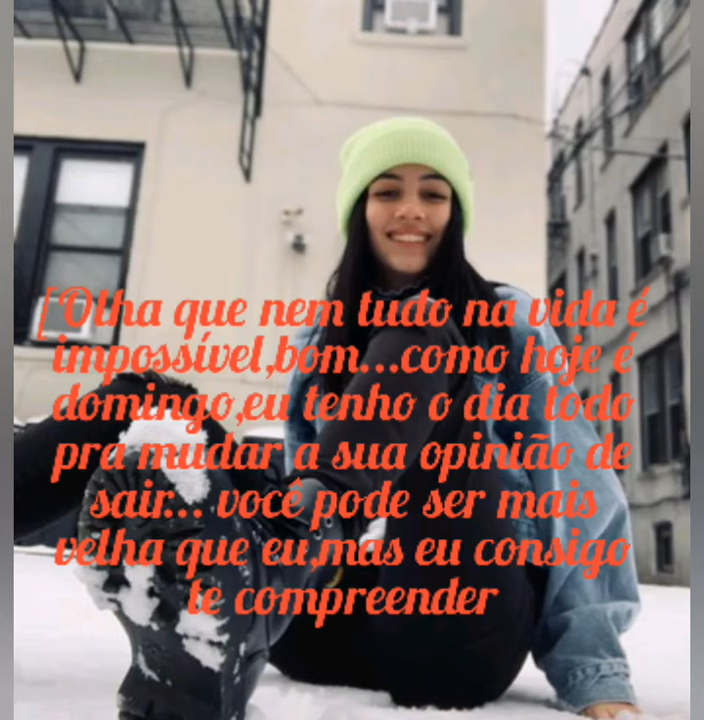 ["Olha que nem tudo na vida é
impossível,bom...como hoje é
domingo,eu tenho o dia todo
pra mudar a sua opinião de
sair... você pode ser mais
velha que eu,mas eu consigo
te compreender